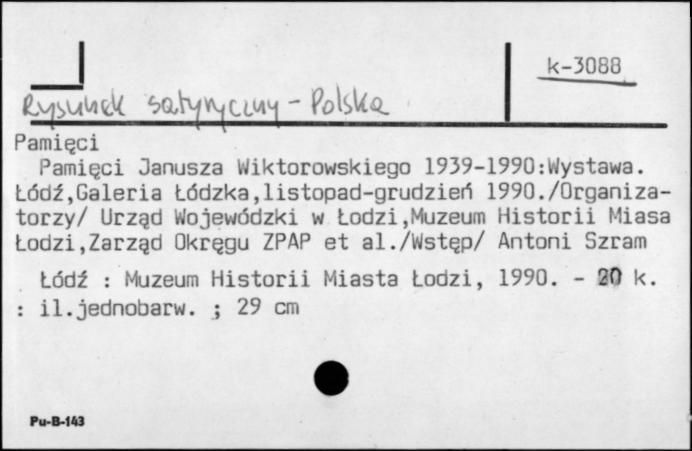 k-3088
Rysunek satyryczny - Polska
Pamięci
Pamięci Janusza Wiktorowskiego 1939-1990:Wystawa.
Łódź,Galeria Łódzka,listopad-grudzień 1990./Organiza-
torzy/ Urząd Wojewódzki w Łodzi,Muzeum Historii Miasa
Łodzi,Zarząd Okręgu ZPAP et al./Wstęp/ Antoni Szram
Łódź : Muzeum Historii Miasta Łodzi, 1990. - 20 k.
: il.jednobarw. ; 29 cm
Pu-B-143